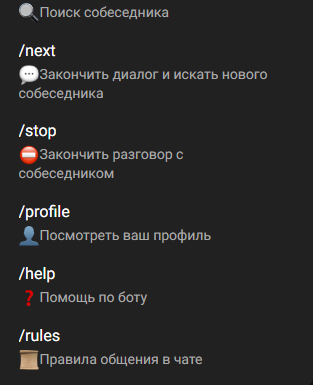 🔍Поиск собеседника
/next
💬Закончить диалог и искать нового
собеседника
/stop
⛔Закончить разговор с
собеседником
/profile
👤Посмотреть ваш профиль
/help
❓Помощь по боту
/rules
📜Правила общения в чате